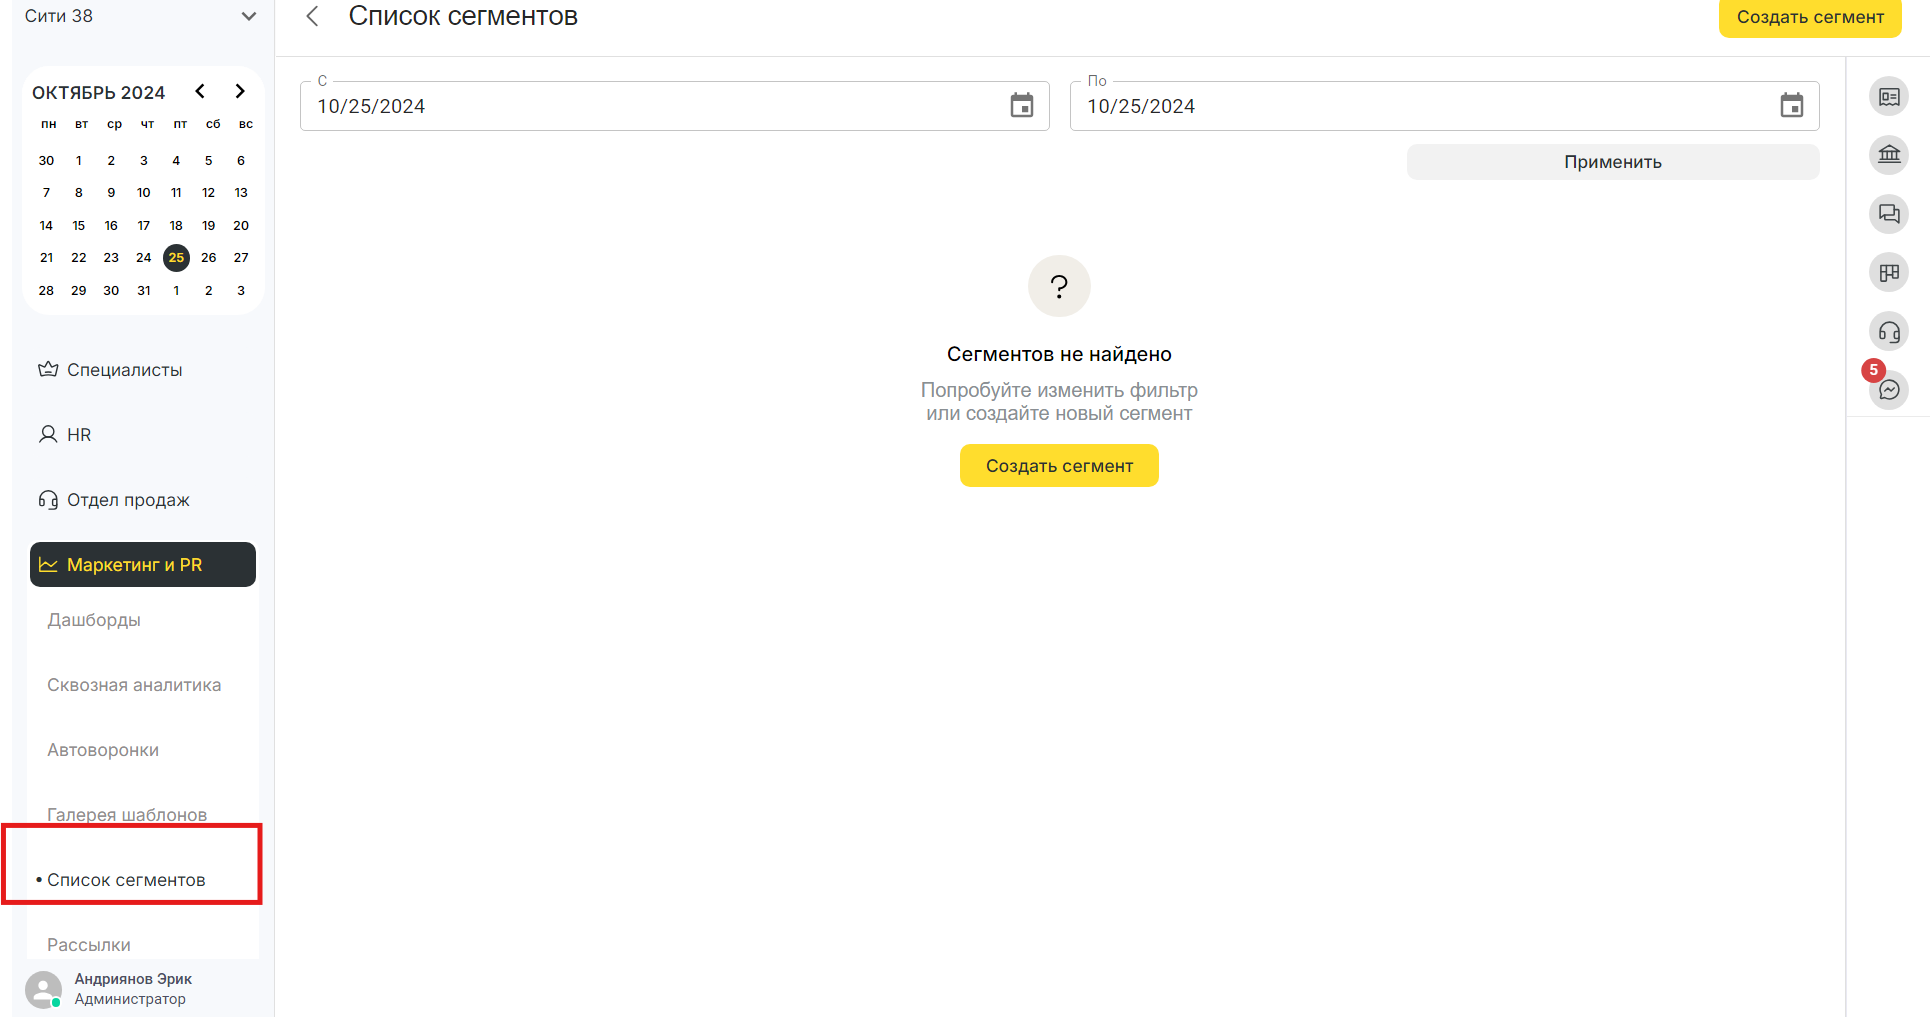 Сити 38
Список сегментов
Создать сегмент
ОКТЯБРЬ 2024
пн вт ср чт пт сб вс
30 1 2 3 4 5 6
7 8 9 10 11 12 13
14 15 16 17 18 19 20
21 22 23 24 25 26 27
28 29 30 31 1 2 3
С
10/25/2024
По
10/25/2024
Применить
?
Сегментов не найдено
Попробуйте изменить фильтр
или создайте новый сегмент
Создать сегмент
5
Специалисты
HR
Отдел продаж
Маркетинг и PR
Дашборды
Сквозная аналитика
Автоворонки
Галерея шаблонов
• Список сегментов
Рассылки
Андриянов Эрик
Администратор